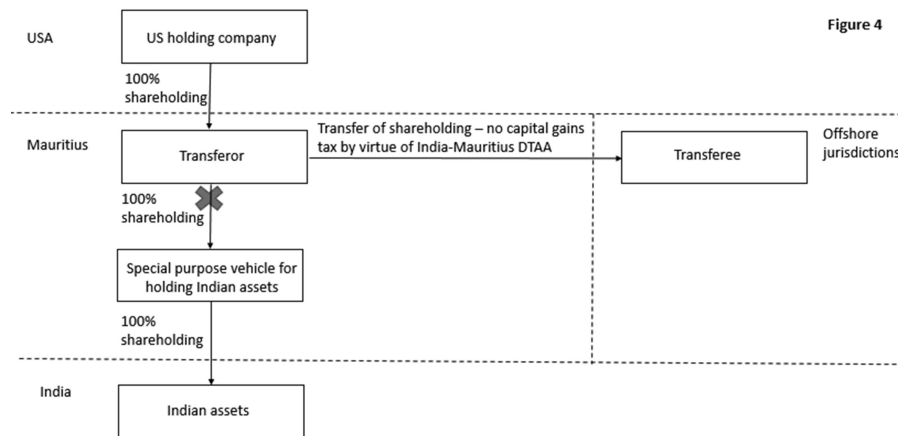 Figure 4
USA
US holding company
100%
shareholding
Mauritius
Transferor
Transfer of shareholding – no capital gains
tax by virtue of India-Mauritius DTAA
Transferee
Offshore
jurisdictions
100%
shareholding
Special purpose vehicle for
holding Indian assets
100%
shareholding
India
Indian assets